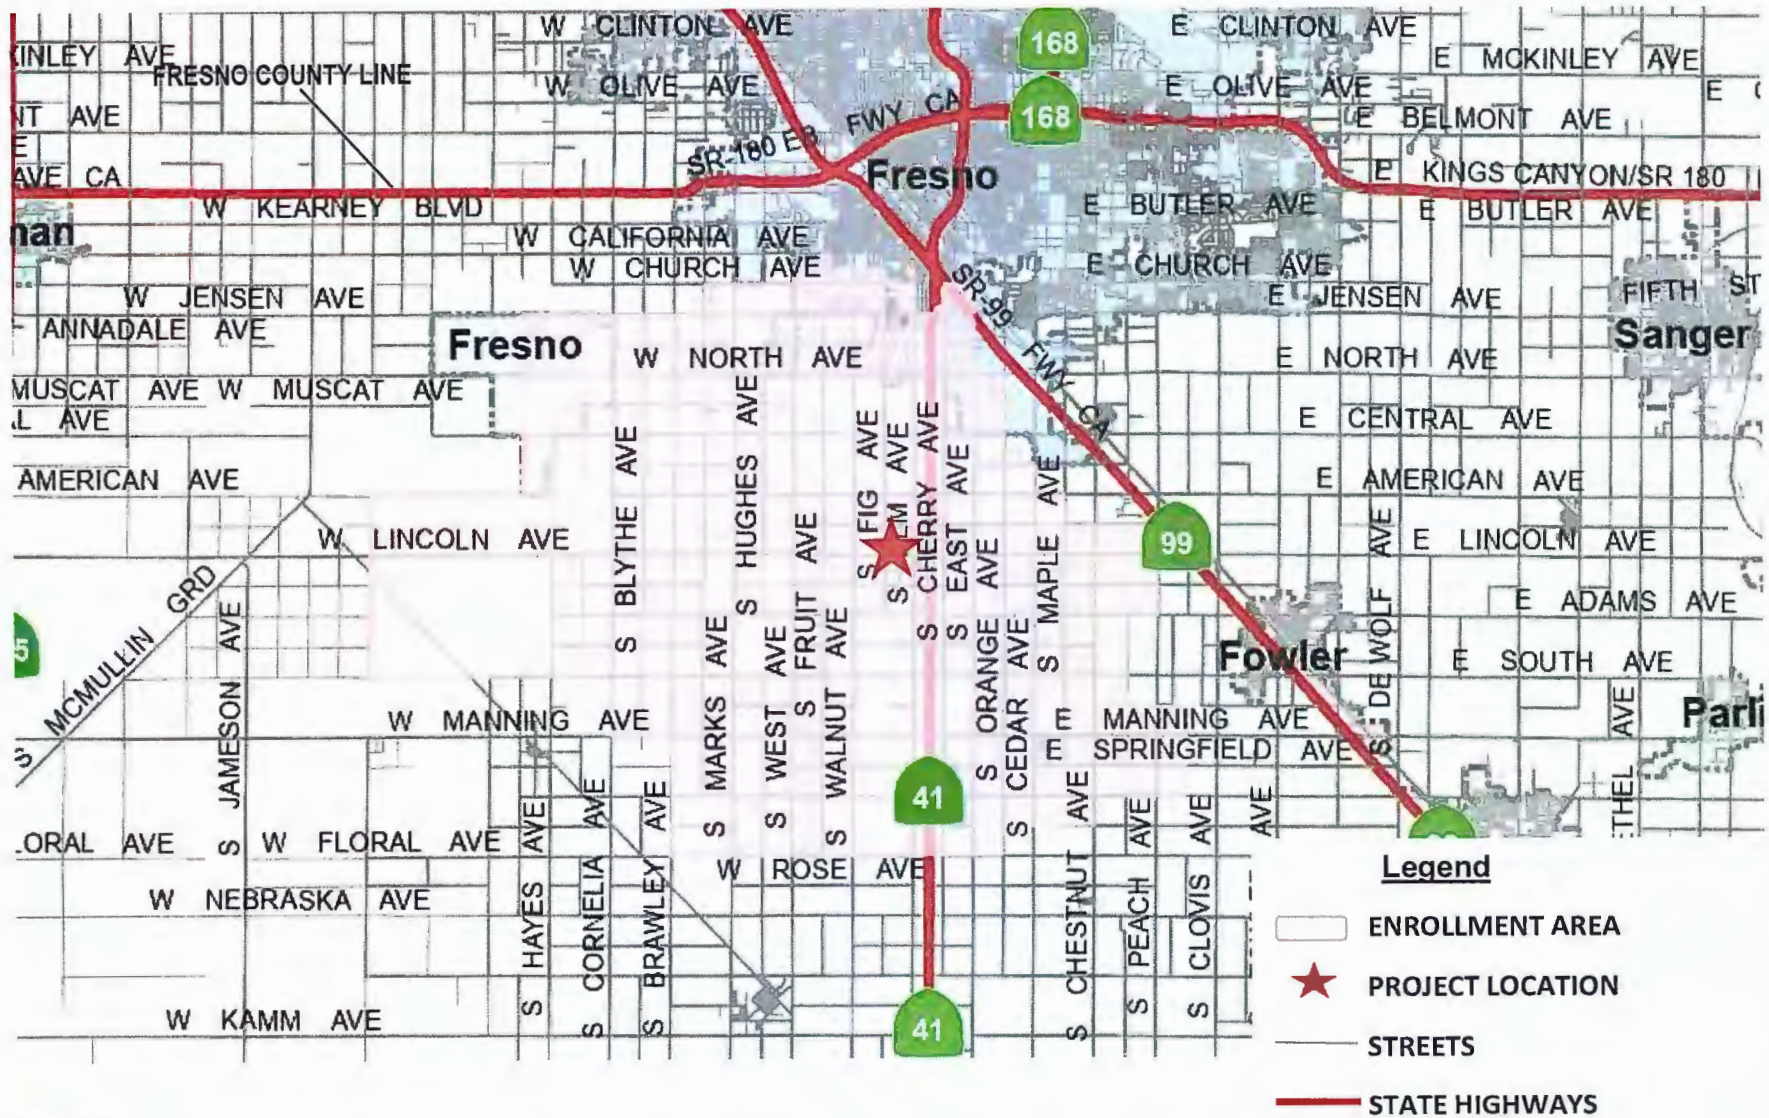 W CLINTON AVE
168
E CLINTON AVE
AVE
E MCKINLEY AVE
FRESNO COUNTY LINE
W OLIVE AVE
E OLIVE AVE
E
AVE
FWY CA
168
E BELMONT AVE
SR-180 EB
AVE CA
Fresno
E KINGS CANYON/SR 180
W KEARNEY BLVD
E BUTLER AVE
E BUTLER AVE
W CALIFORNIA AVE
W CHURCH AVE
E CHURCH AVE
SR-99
FWY CA
W JENSEN AVE
E JENSEN AVE
FIFTH
ANNADALE AVE
Fresno
Sanger
W NORTH AVE
E NORTH AVE
MUSCAT AVE
W MUSCAT AVE
AVE
E CENTRAL AVE
AMERICAN AVE
E AMERICAN AVE
W LINCOLN AVE
E LINCOLN AVE
S BLYTHE AVE
S HUGHES AVE
S FRUIT AVE
S FIG AVE
S AVE
S CHERRY AVE
S EAST AVE
S ORANGE AVE
S MAPLE AVE
99
S DE WOLF AVE
E ADAMS AVE
S MCMULLIN GRD
S JAMESON AVE
S MARKS AVE
S WEST AVE
S WALNUT AVE
S CEDAR AVE
Fowler
E SOUTH AVE
W MANNING AVE
E MANNING AVE
E SPRINGFIELD AVE
AVE
41
W FLORAL AVE
AVE
S HAYES AVE
S CORNELIA AVE
S BRAWLEY AVE
S CHESTNUT AVE
S PEACH AVE
S CLOVIS AVE
AVE
W ROSE AVE
W NEBRASKA AVE
W KAMM AVE
41
Legend
ENROLLMENT AREA
PROJECT LOCATION
STREETS
STATE HIGHWAYS